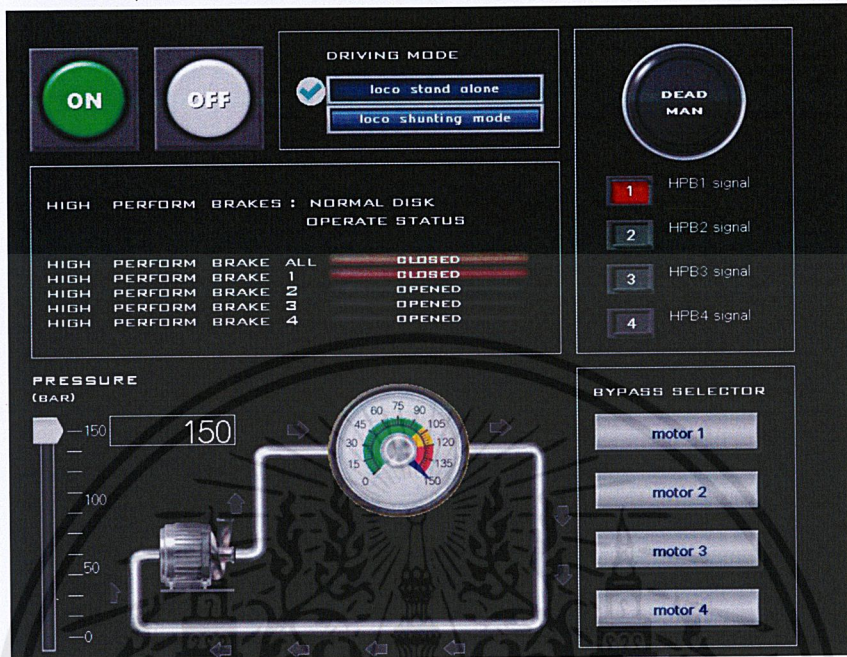 ON
OFF
DRIVING MODE
loco stand alone
loco shunting mode
DEAD
MAN
1 HPB1 signal
2 HPB2 signal
3 HPB3 signal
4 HPB4 signal
HIGH PERFORM BRAKES : NORMAL DISK
OPERATE STATUS
HIGH PERFORM BRAKE ALL CLOSED
HIGH PERFORM BRAKE 1 CLOSED
HIGH PERFORM BRAKE 2 OPENED
HIGH PERFORM BRAKE 3 OPENED
HIGH PERFORM BRAKE 4 OPENED
PRESSURE
(BAR)
150
100
50
0
150
0
15
30
45
60
75
90
105
120
135
150
BYPASS SELECTOR
motor 1
motor 2
motor 3
motor 4